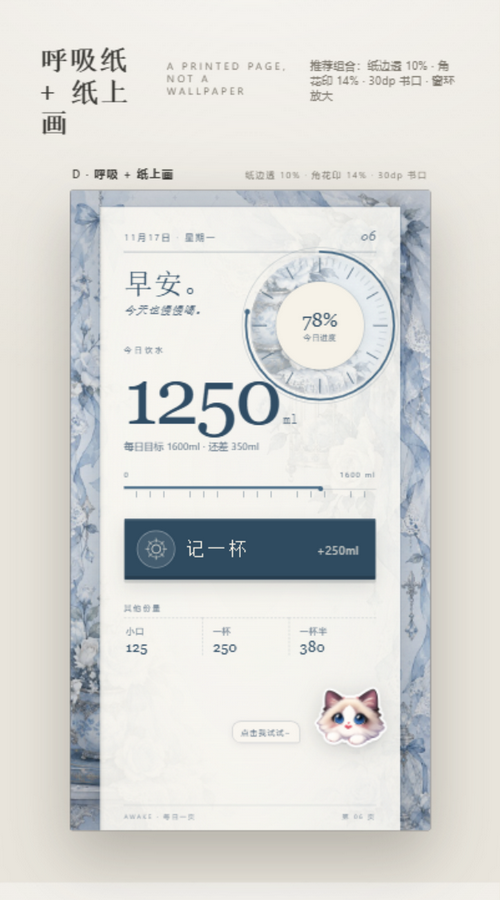 呼吸纸
+ 纸上
画
A PRINTED PAGE,
NOT A
WALLPAPER
推荐组合：纸边透 10% · 角
花印 14% · 30dp 书口 · 窗环
放大
D · 呼吸 + 纸上画
纸边透 10% · 角花印 14% · 30dp 书口
11月17日 · 星期一
06
早安。
今天也慢慢喝。
78%
今日进度
今日饮水
1250 ml
每日目标 1600ml · 还差 350ml
0
1600 ml
记一杯
+250ml
其他份量
小口
一杯
一杯半
125
250
380
点击我试试~
AWAKE · 每日一页
第 06 页